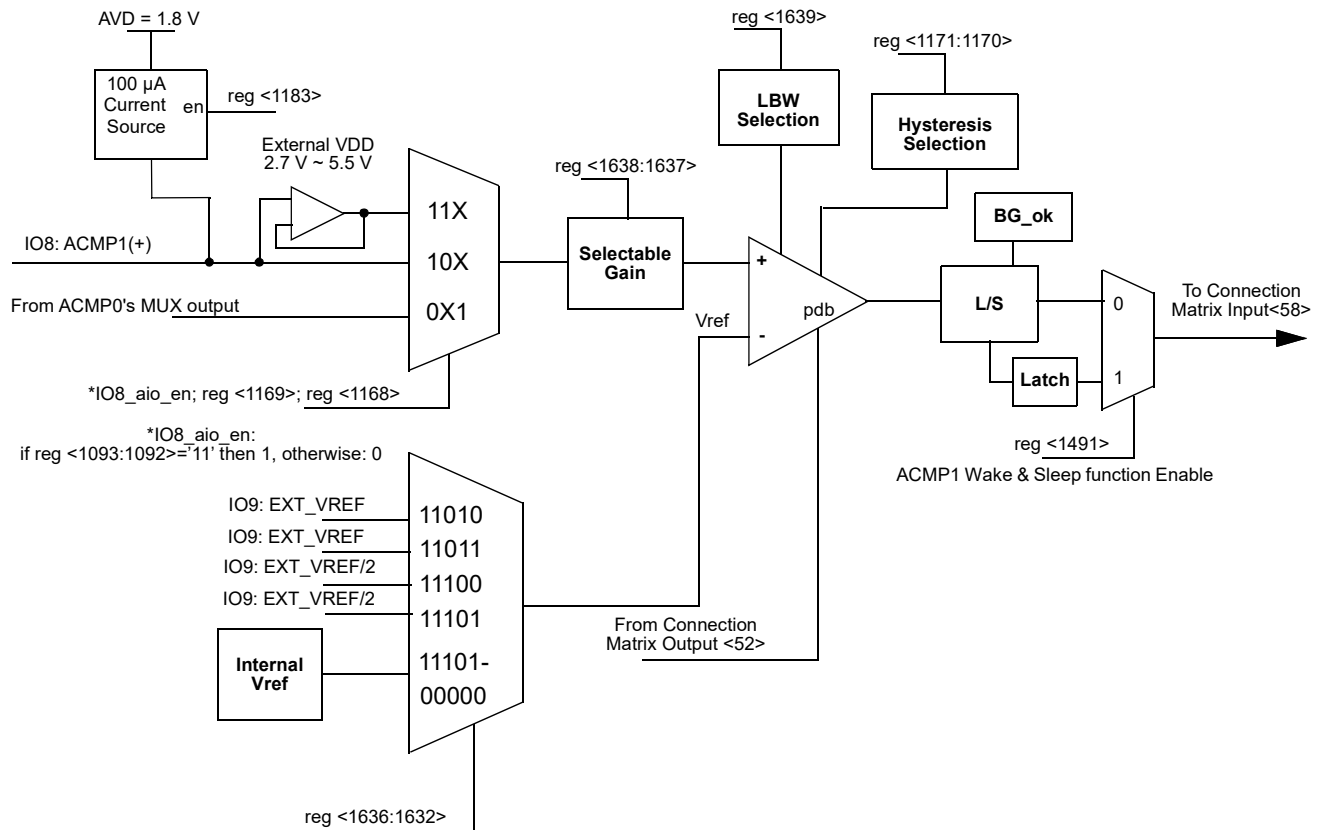 AVD = 1.8 V
100 µA
Current
Source
en
reg <1183>
External VDD
2.7 V ~ 5.5 V
IO8: ACMP1(+)
From ACMP0's MUX output
11X
10X
0X1
*IO8_aio_en; reg <1169>; reg <1168>
*IO8_aio_en:
if reg <1093:1092>='11' then 1, otherwise: 0
reg <1638:1637>
Selectable
Gain
reg <1639>
LBW
Selection
reg <1171:1170>
Hysteresis
Selection
+
-
pdb
Vref
BG_ok
L/S
Latch
0
1
To Connection
Matrix Input<58>
reg <1491>
ACMP1 Wake & Sleep function Enable
IO9: EXT_VREF
IO9: EXT_VREF
IO9: EXT_VREF/2
IO9: EXT_VREF/2
Internal
Vref
11010
11011
11100
11101
11101-
00000
From Connection
Matrix Output <52>
reg <1636:1632>